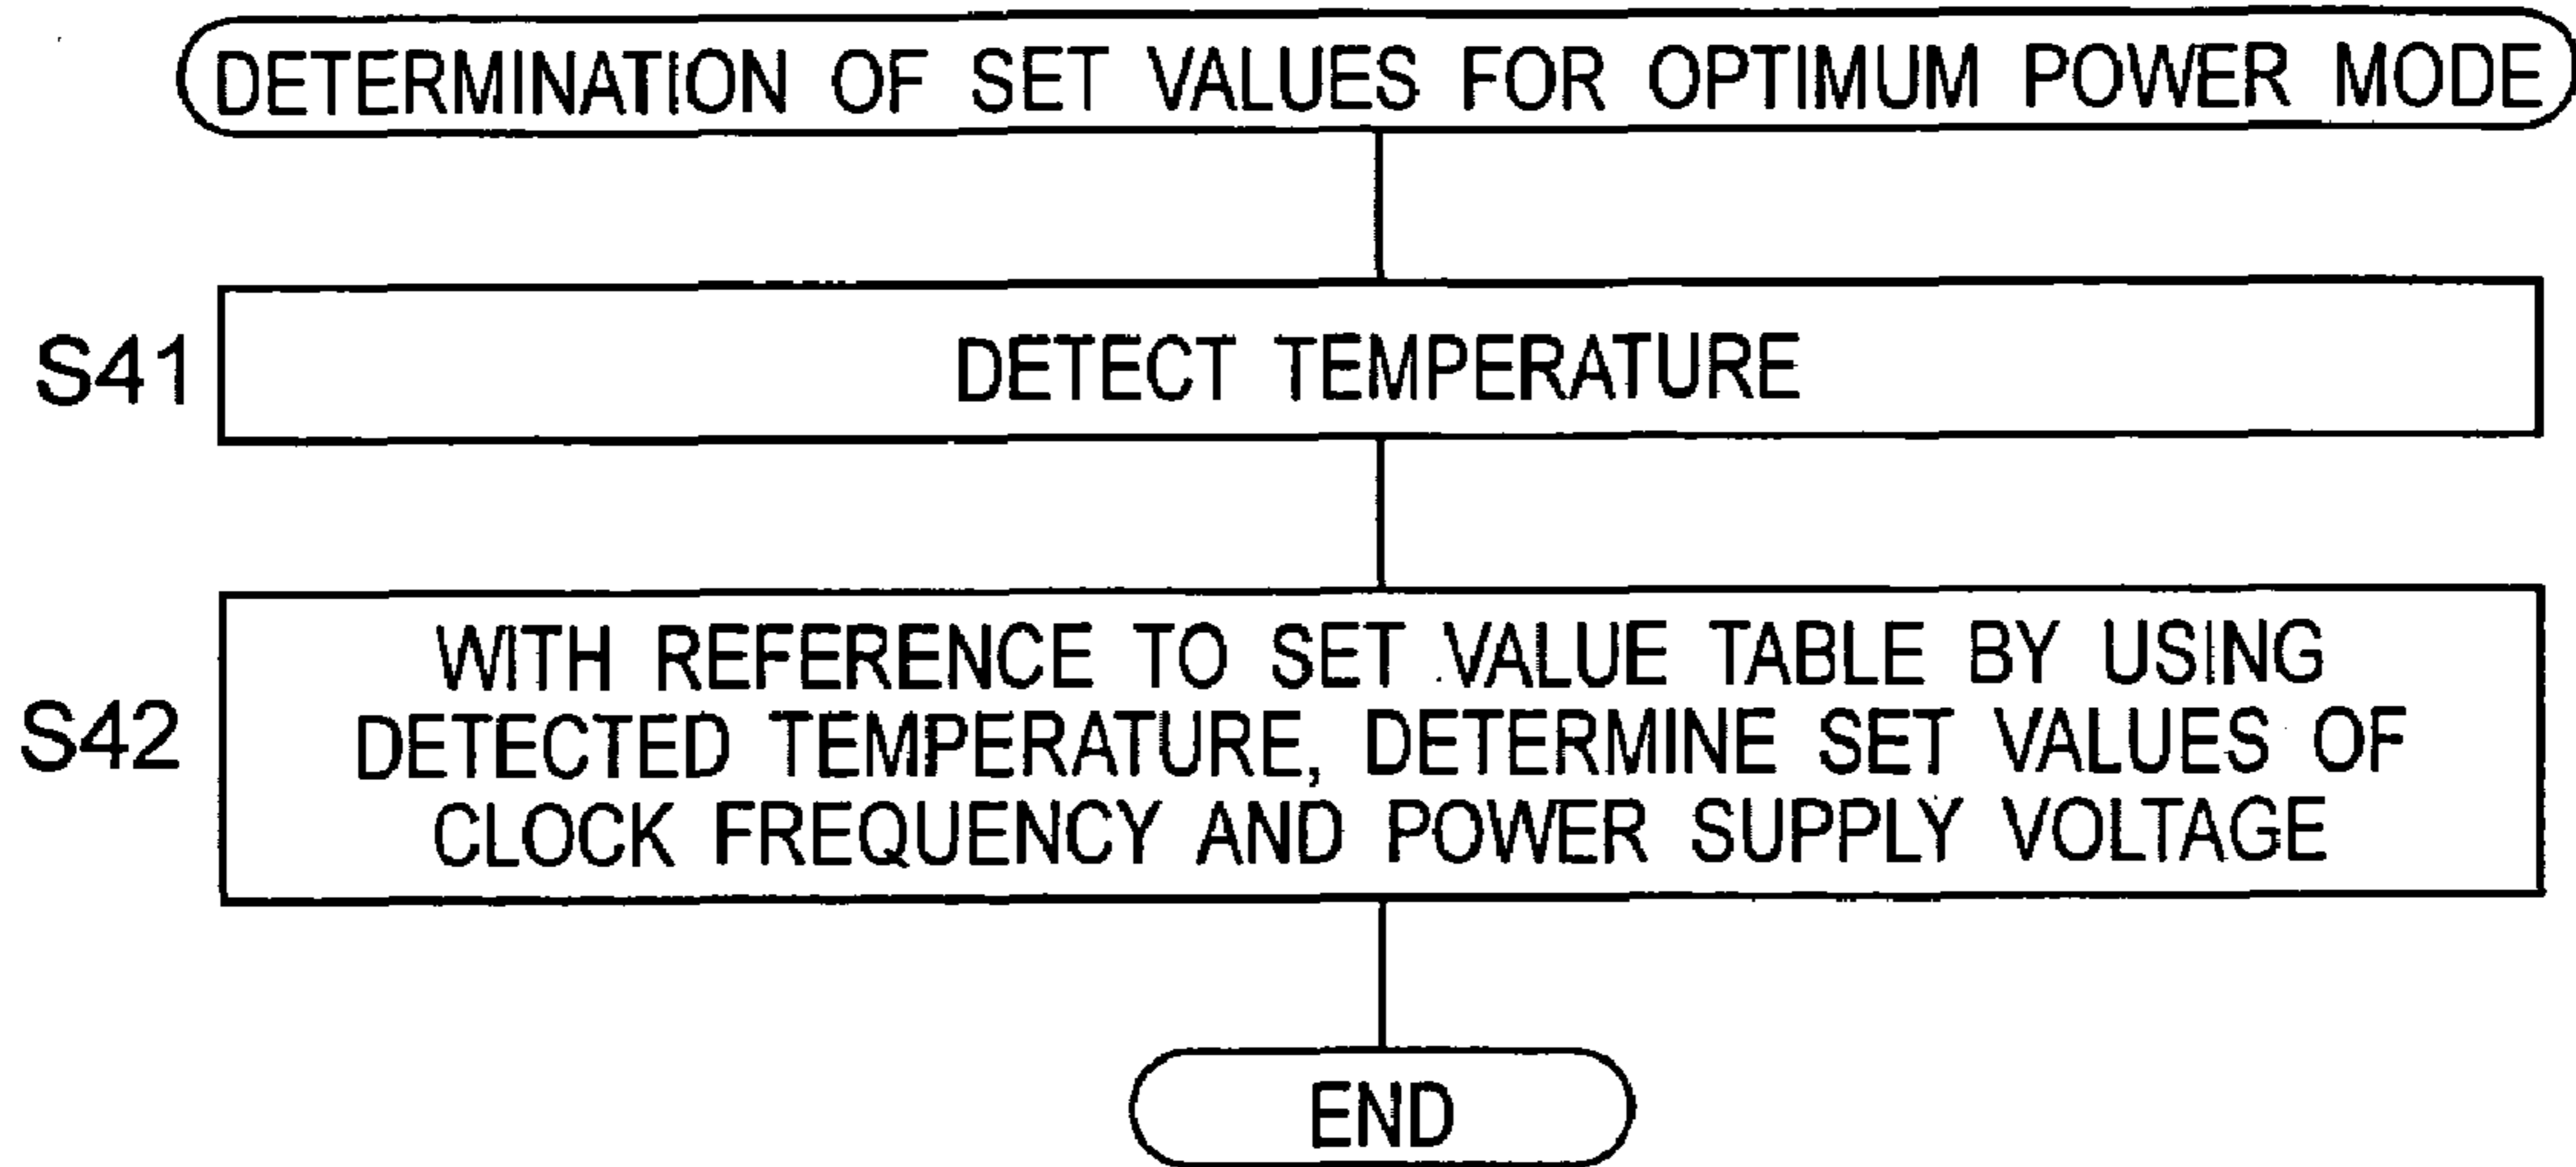 DETERMINATION OF SET VALUES FOR OPTIMUM POWER MODE
S41
DETECT TEMPERATURE
S42
WITH REFERENCE TO SET VALUE TABLE BY USING
DETECTED TEMPERATURE, DETERMINE SET VALUES OF
CLOCK FREQUENCY AND POWER SUPPLY VOLTAGE
END